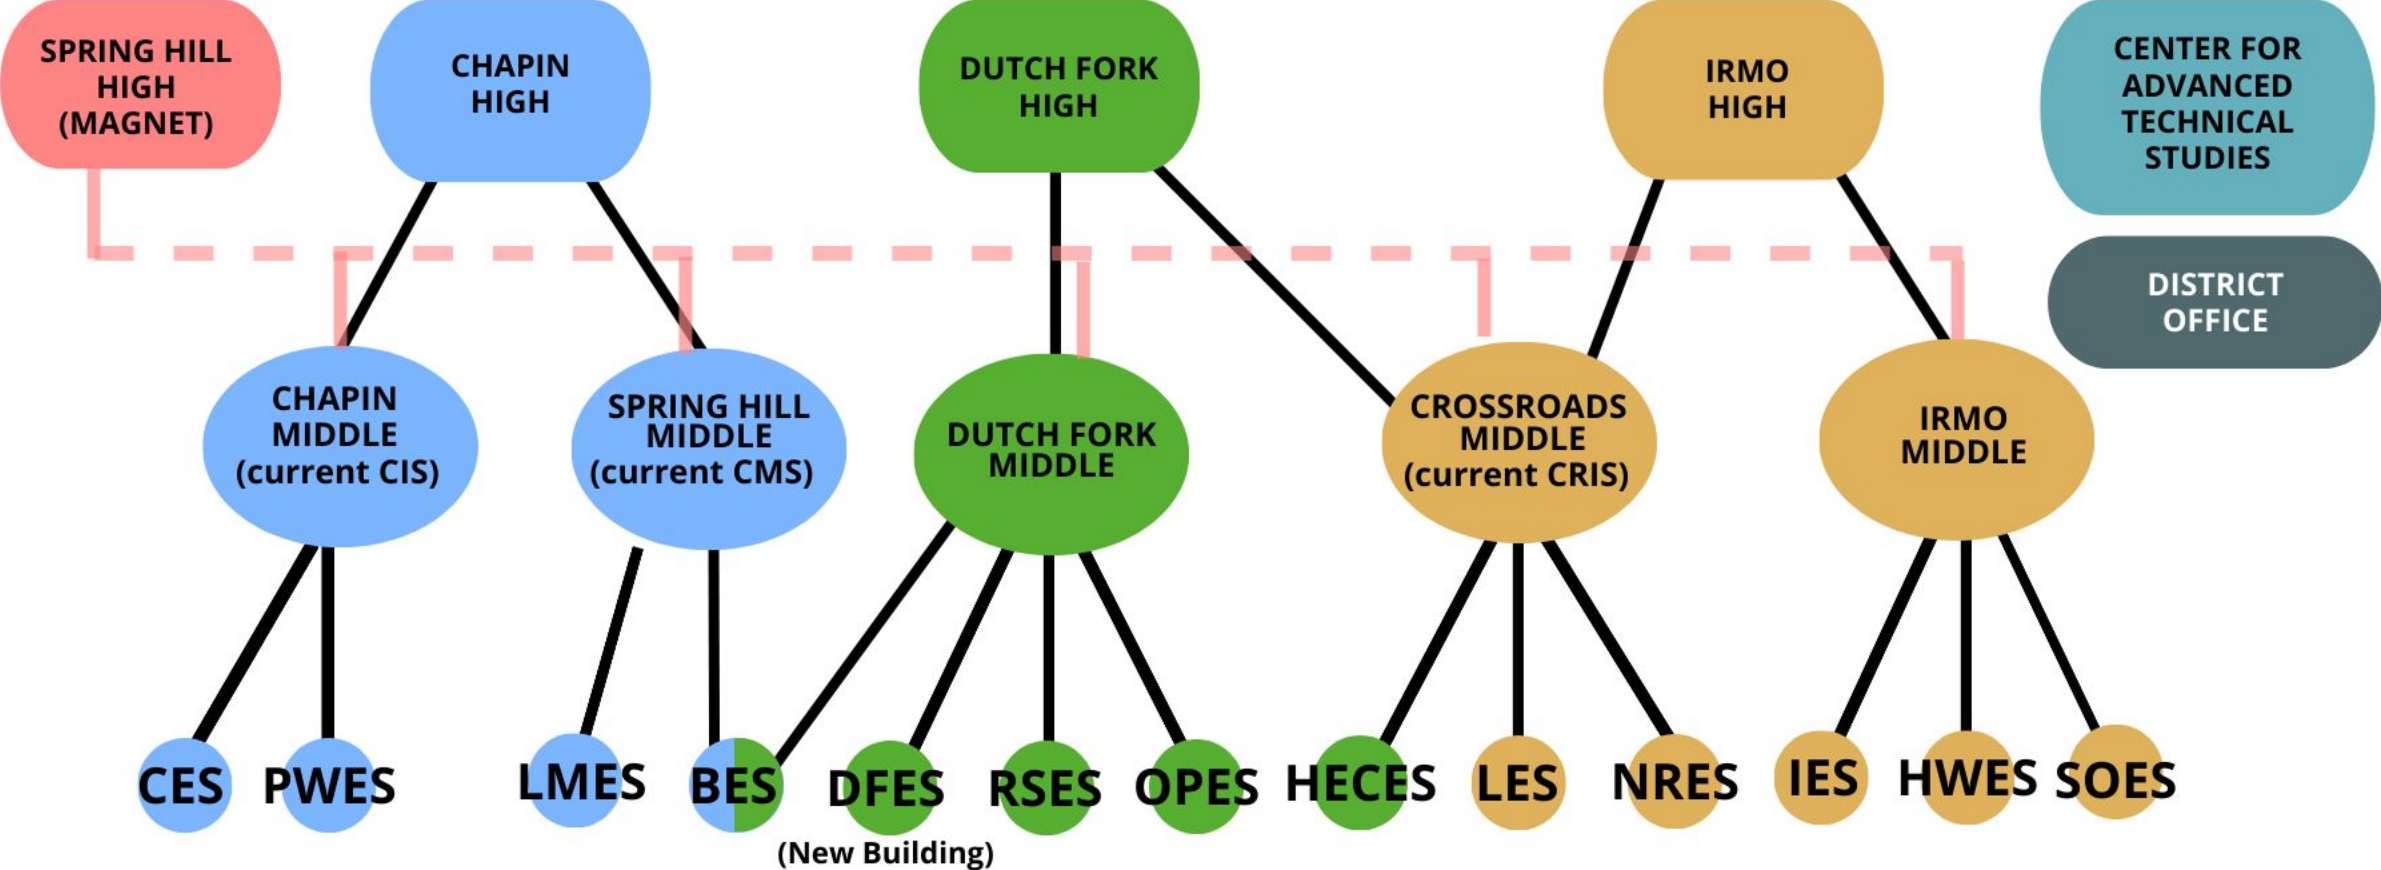 SPRING HILL
HIGH
(MAGNET)
CHAPIN
HIGH
DUTCH FORK
HIGH
IRMO
HIGH
CENTER FOR
ADVANCED
TECHNICAL
STUDIES
DISTRICT
OFFICE
CHAPIN
MIDDLE
(current CIS)
SPRING HILL
MIDDLE
(current CMS)
DUTCH FORK
MIDDLE
CROSSROADS
MIDDLE
(current CRIS)
IRMO
MIDDLE
CES
PWES
LMES
BES
DFES
(New Building)
RSES
OPES
HECES
LES
NRES
IES
HWES
SOES